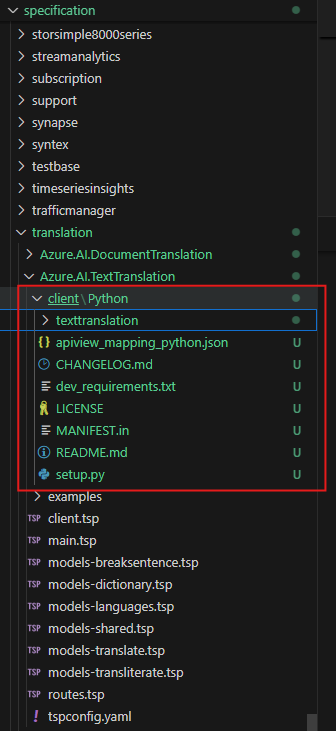 specification
storsimple8000series
streamanalytics
subscription
support
synapse
syntex
testbase
timeseriesinsights
trafficmanager
translation
Azure.AI.DocumentTranslation
Azure.AI.TextTranslation
client\Python
texttranslation
{} apiview_mapping_python.json U
CHANGELOG.md U
dev_requirements.txt U
LICENSE U
MANIFEST.in U
README.md U
setup.py U
examples
TSP client.tsp
TSP main.tsp
TSP models-breaksentence.tsp
TSP models-dictionary.tsp
TSP models-languages.tsp
TSP models-shared.tsp
TSP models-translate.tsp
TSP models-transliterate.tsp
TSP routes.tsp
! tspconfig.yaml